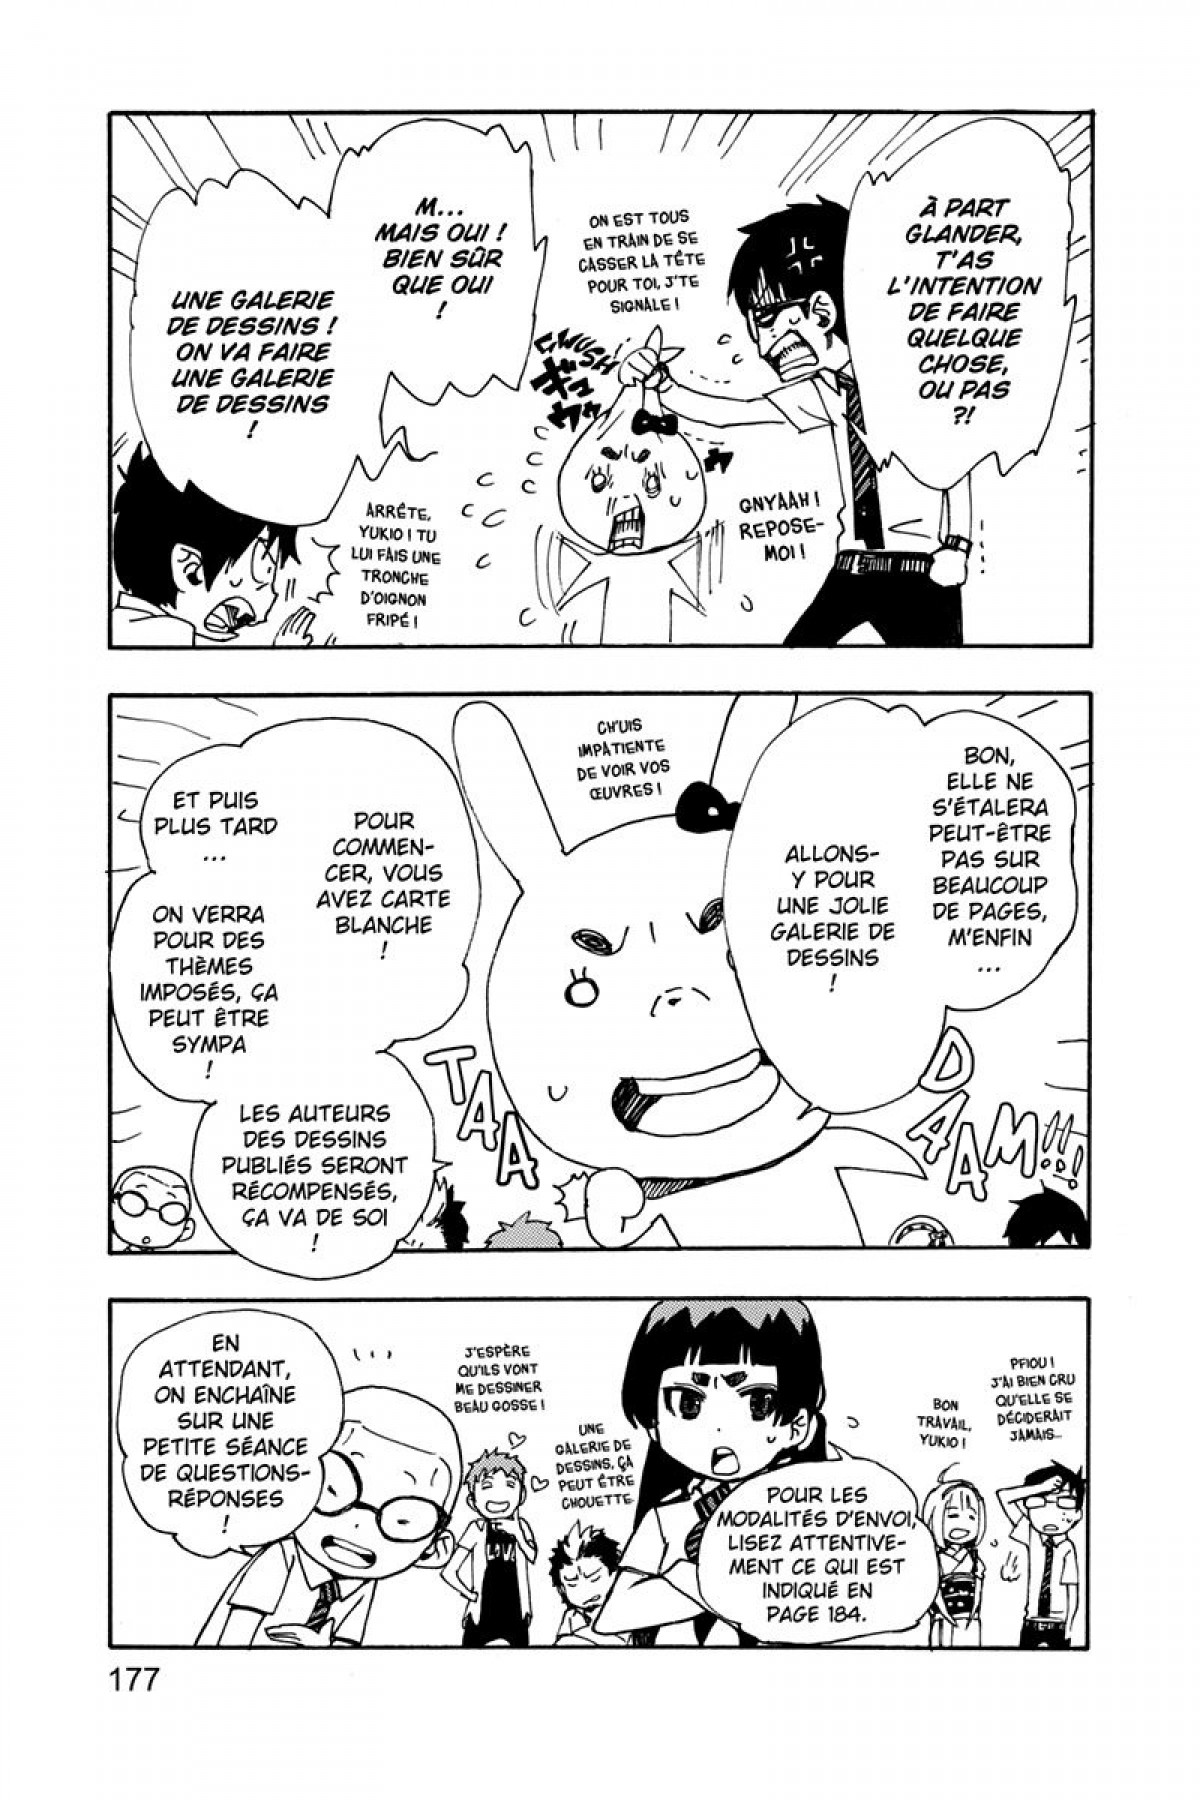 À PART
GLANDER,
T'AS
L'INTENTION
DE FAIRE
QUELQUE
CHOSE,
OU PAS
?!
ON EST TOUS
EN TRAIN DE SE
CASSER LA TÊTE
POUR TOI, J'TE
SIGNALE !
GNYAAH !
REPOSE-
MOI !
CWUSH
ギュウゥ
ウ
M...
MAIS OUI !
BIEN SÛR
QUE OUI
!
UNE GALERIE
DE DESSINS !
ON VA FAIRE
UNE GALERIE
DE DESSINS
!
ARRÊTE,
YUKIO ! TU
LUI FAIS UNE
TRONCHE
D'OIGNON
FRIPÉ !
BON,
ELLE NE
S'ÉTALERA
PEUT-ÊTRE
PAS SUR
BEAUCOUP
DE PAGES,
M'ENFIN
...
ALLONS-
Y POUR
UNE JOLIE
GALERIE DE
DESSINS
!
CH'UIS
IMPATIENTE
DE VOIR VOS
ŒUVRES !
TAA
DAAM!!!
POUR
COMMEN-
CER, VOUS
AVEZ CARTE
BLANCHE
!
ET PUIS
PLUS TARD
...
ON VERRA
POUR DES
THÈMES
IMPOSÉS, ÇA
PEUT ÊTRE
SYMPA
!
LES AUTEURS
DES DESSINS
PUBLIÉS SERONT
RÉCOMPENSÉS,
ÇA VA DE SOI
!
PFIOU !
J'AI BIEN CRU
QU'ELLE SE
DÉCIDERAIT
JAMAIS...
BON
TRAVAIL,
YUKIO !
POUR LES
MODALITÉS D'ENVOI,
LISEZ ATTENTIVE-
MENT CE QUI EST
INDIQUÉ EN
PAGE 184.
UNE
GALERIE DE
DESSINS, ÇA
PEUT ÊTRE
CHOUETTE
J'ESPÈRE
QU'ILS VONT
ME DESSINER
BEAU GOSSE !
LOVE
EN
ATTENDANT,
ON ENCHAÎNE
SUR UNE
PETITE SÉANCE
DE QUESTIONS-
RÉPONSES
!
177